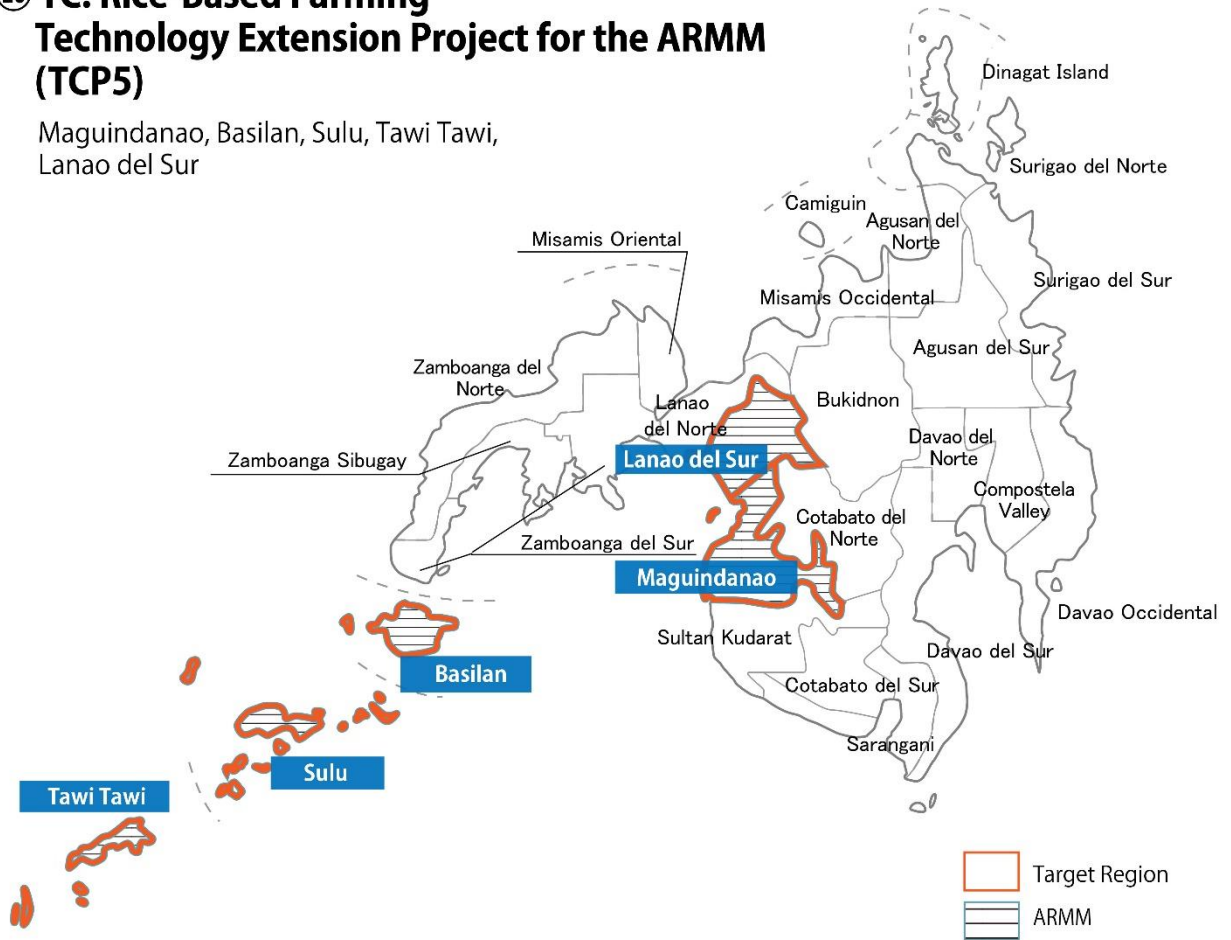 TC: Rice-Based Farming
Technology Extension Project for the ARMM
(TCP5)
Maguindanao, Basilan, Sulu, Tawi Tawi,
Lanao del Sur
Dinagat Island
Surigao del Norte
Camiguin
Agusan del
Norte
Misamis Oriental
Surigao del Sur
Misamis Occidental
Agusan del Sur
Zamboanga del
Norte
Bukidnon
Lanao
del Norte
Davao del
Norte
Zamboanga Sibugay
Lanao del Sur
Compostela
Valley
Cotabato del
Norte
Zamboanga del Sur
Maguindanao
Davao Occidental
Sultan Kudarat
Davao del Sur
Basilan
Cotabato del Sur
Sarangani
Sulu
Tawi Tawi
Target Region
ARMM